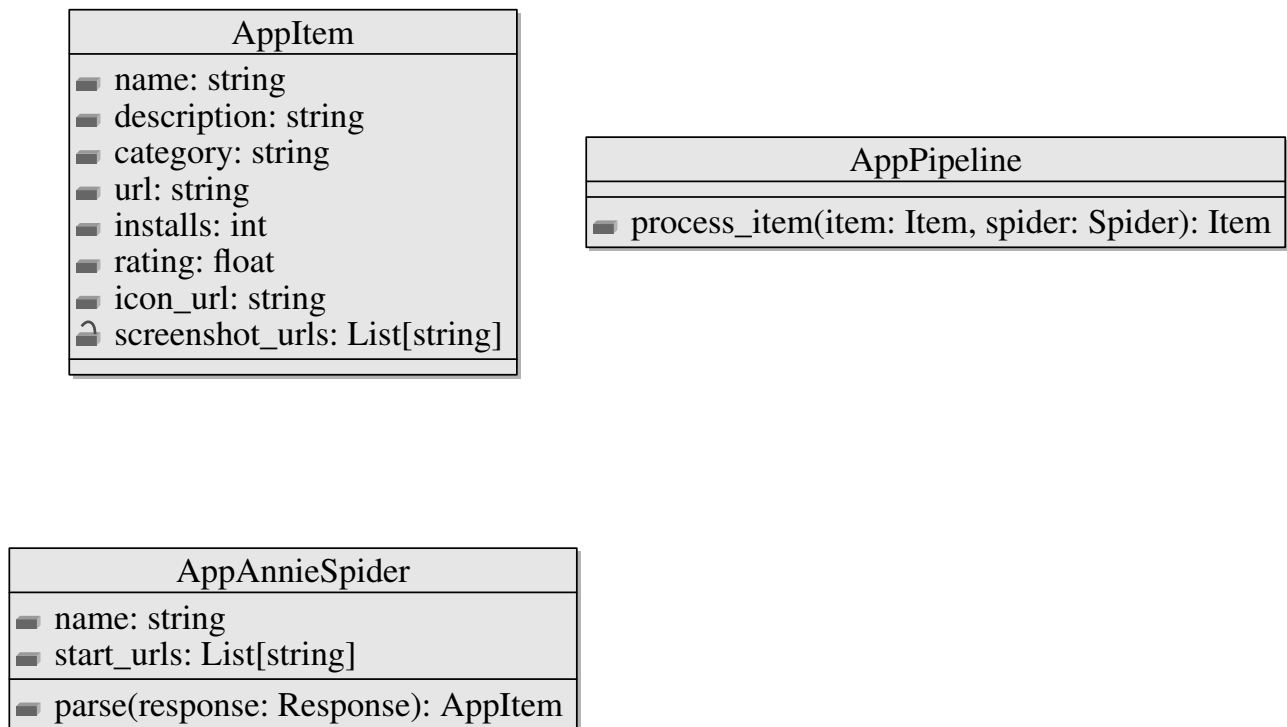 AppItem
name: string
description: string
category: string
url: string
installs: int
rating: float
icon_url: string
screenshot_urls: List[string]
AppPipeline
process_item(item: Item, spider: Spider): Item
AppAnnieSpider
name: string
start_urls: List[string]
parse(response: Response): AppItem